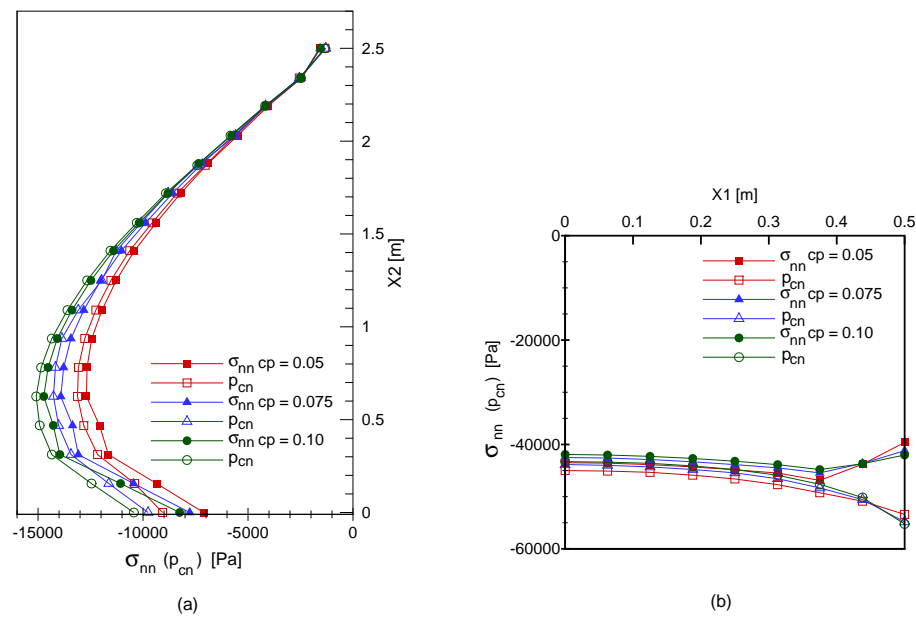 2.5
2
1.5
1
0.5
0
X2 [m]
σnn cp = 0.05
pcn
σnn cp = 0.075
pcn
σnn cp = 0.10
pcn
-15000 -10000 -5000 0
σnn (pcn) [Pa]
(a)
X1 [m]
0 0.1 0.2 0.3 0.4 0.5
0
-20000
-40000
-60000
σnn (pcn) [Pa]
σnn cp = 0.05
pcn
σnn cp = 0.075
pcn
σnn cp = 0.10
pcn
(b)